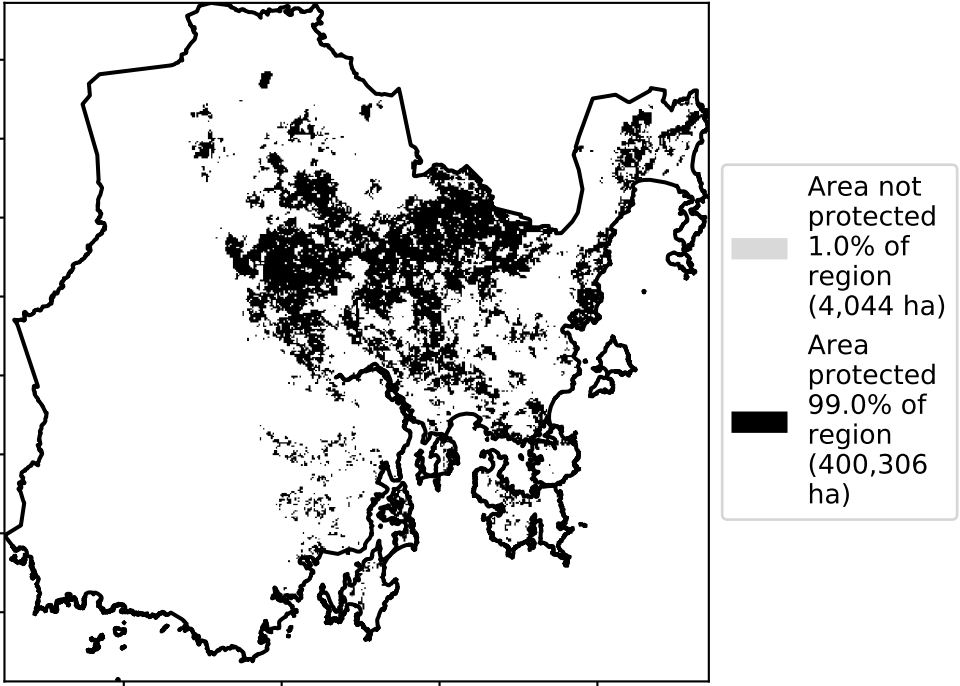 Area not
protected
1.0% of
region
(4,044 ha)
Area
protected
99.0% of
region
(400,306
ha)